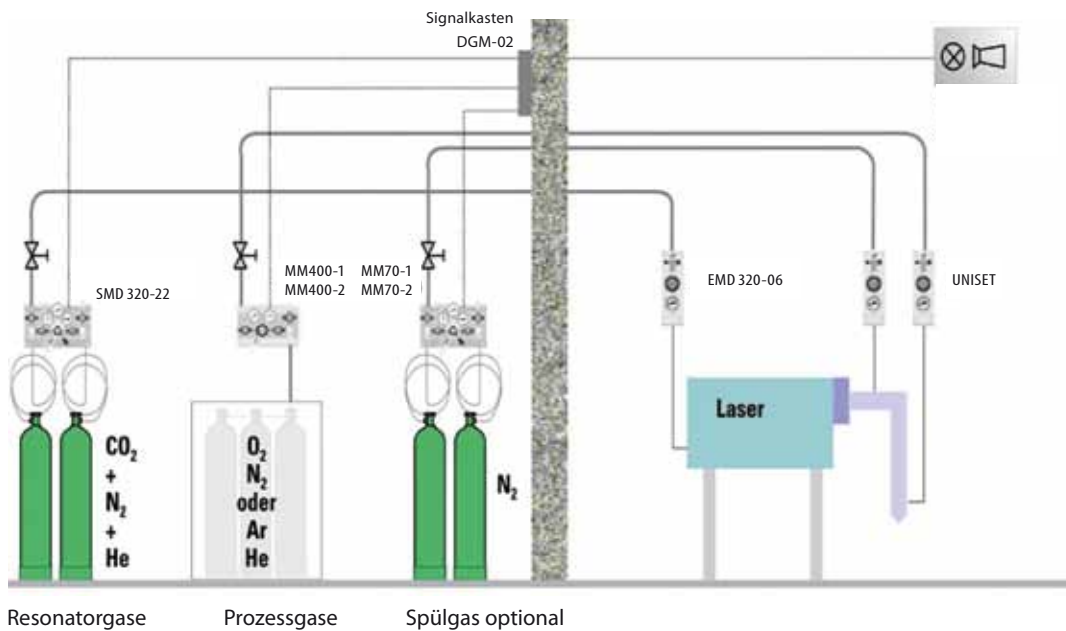 Signalkasten
DGM-02
SMD 320-22
MM400-1
MM400-2
MM70-1
MM70-2
EMD 320-06
UNISET
Laser
CO₂
+
N₂
+
He
O₂
N₂
oder
Ar
He
N₂
Resonatorgase
Prozessgase
Spülgas optional